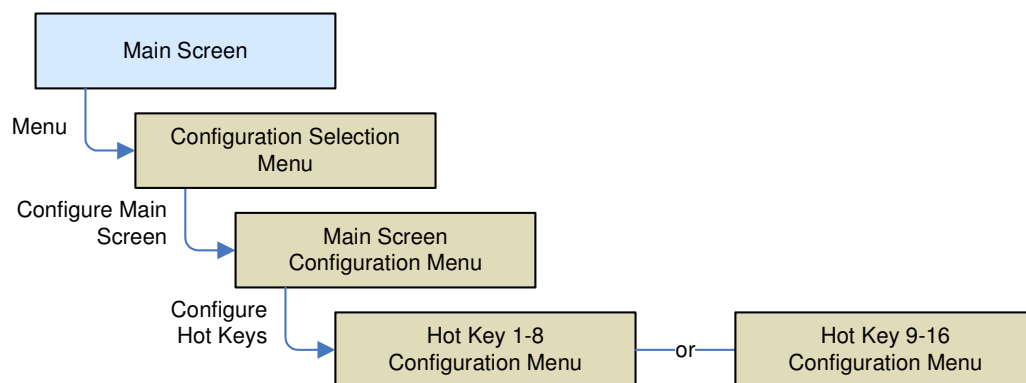 Main Screen
Menu
Configuration Selection
Menu
Configure Main
Screen
Main Screen
Configuration Menu
Configure
Hot Keys
Hot Key 1-8
Configuration Menu
or
Hot Key 9-16
Configuration Menu